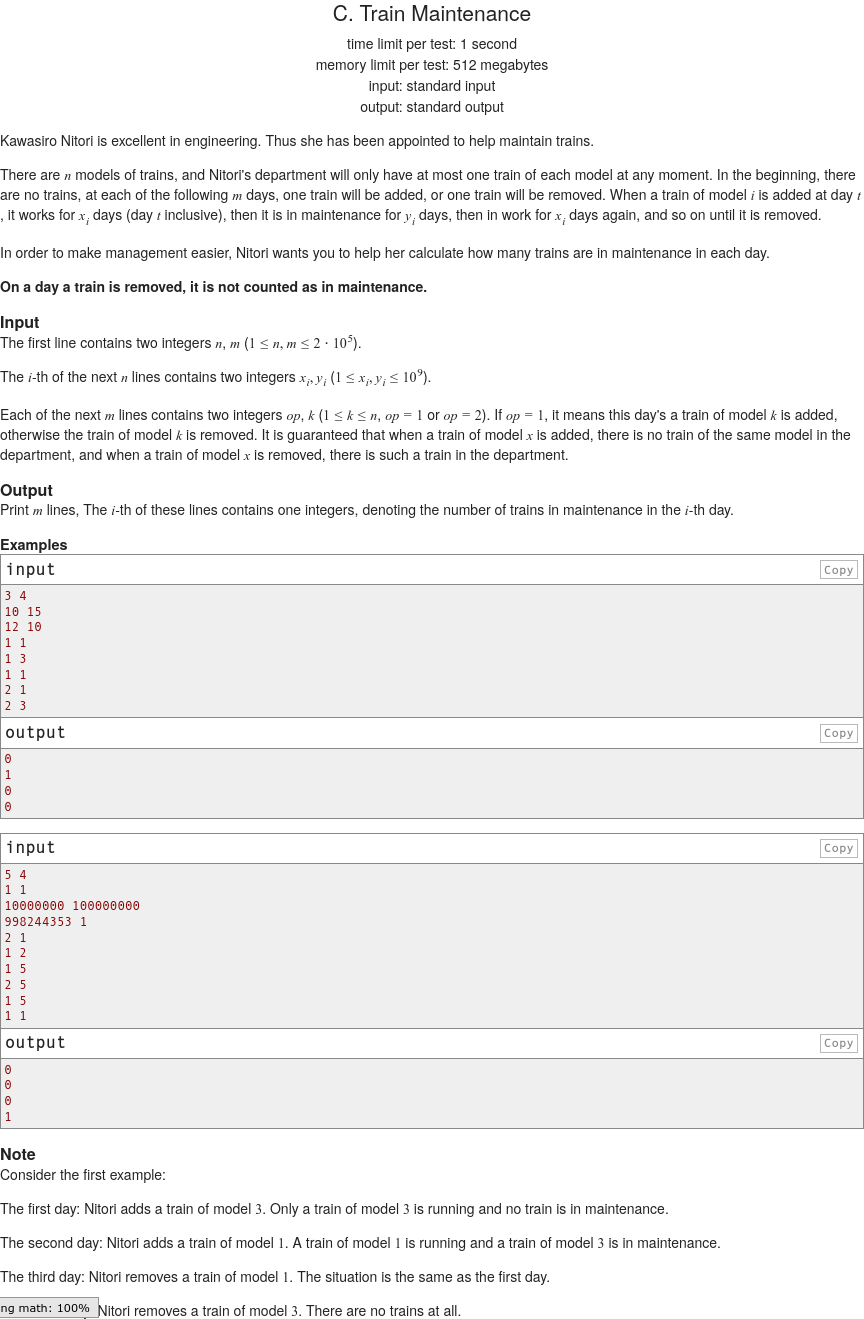 C. Train Maintenance
time limit per test: 1 second
memory limit per test: 512 megabytes
input: standard input
output: standard output
Kawasiro Nitori is excellent in engineering. Thus she has been appointed to help maintain trains.
There are n models of trains, and Nitori's department will only have at most one train of each model at any moment. In the beginning, there
are no trains, at each of the following m days, one train will be added, or one train will be removed. When a train of model i is added at day t
, it works for x_i days (day t inclusive), then it is in maintenance for y_i days, then in work for x_i days again, and so on until it is removed.
In order to make management easier, Nitori wants you to help her calculate how many trains are in maintenance in each day.
On a day a train is removed, it is not counted as in maintenance.
Input
The first line contains two integers n, m (1 ≤ n, m ≤ 2 · 10^5).
The i-th of the next n lines contains two integers x_i, y_i (1 ≤ x_i, y_i ≤ 10^9).
Each of the next m lines contains two integers op, k (1 ≤ k ≤ n, op = 1 or op = 2). If op = 1, it means this day's a train of model k is added,
otherwise the train of model k is removed. It is guaranteed that when a train of model x is added, there is no train of the same model in the
department, and when a train of model x is removed, there is such a train in the department.
Output
Print m lines, The i-th of these lines contains one integers, denoting the number of trains in maintenance in the i-th day.
Examples
input Copy
3 4
10 15
12 10
1 1
1 3
1 1
2 1
2 3
output Copy
0
1
0
0
input Copy
5 4
1 1
10000000 100000000
998244353 1
2 1
1 2
1 5
2 5
1 5
1 1
output Copy
0
0
0
1
Note
Consider the first example:
The first day: Nitori adds a train of model 3. Only a train of model 3 is running and no train is in maintenance.
The second day: Nitori adds a train of model 1. A train of model 1 is running and a train of model 3 is in maintenance.
The third day: Nitori removes a train of model 1. The situation is the same as the first day.
ng math: 100% Nitori removes a train of model 3. There are no trains at all.